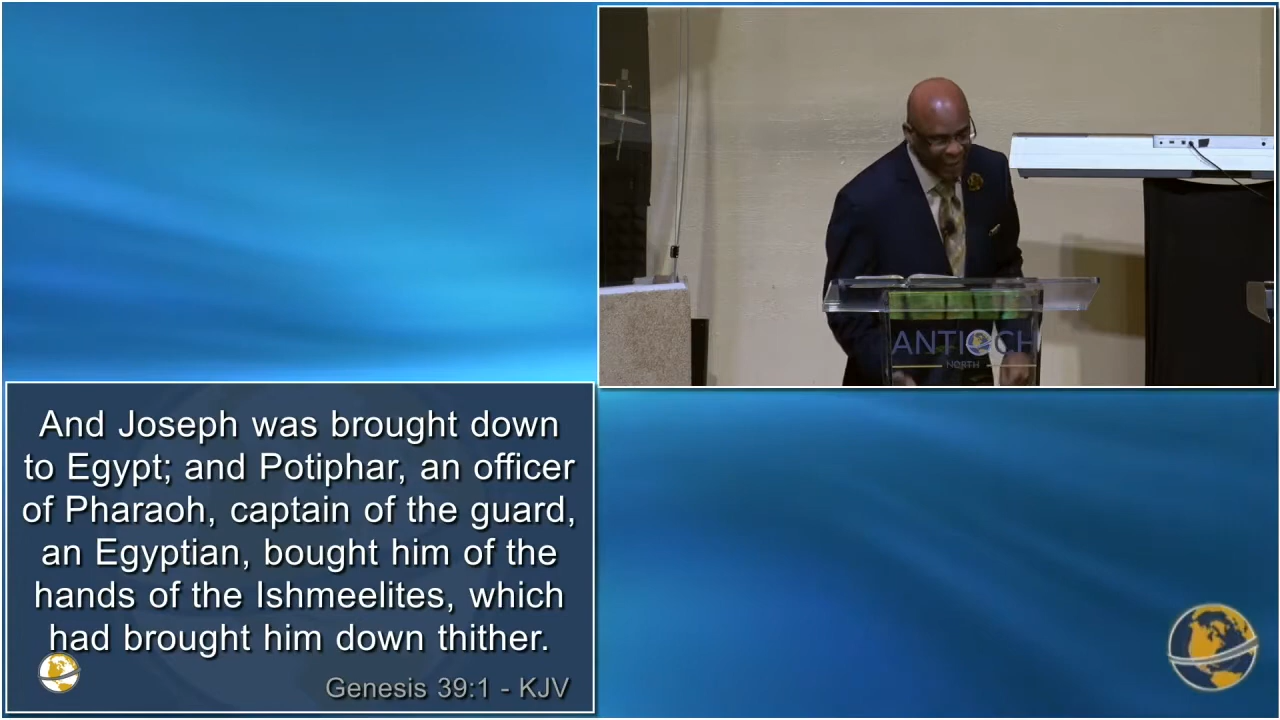 And Joseph was brought down
to Egypt; and Potiphar, an officer
of Pharaoh, captain of the guard,
an Egyptian, bought him of the
hands of the Ishmeelites, which
had brought him down thither.
Genesis 39:1 - KJV
ANTIOCH
NORTH